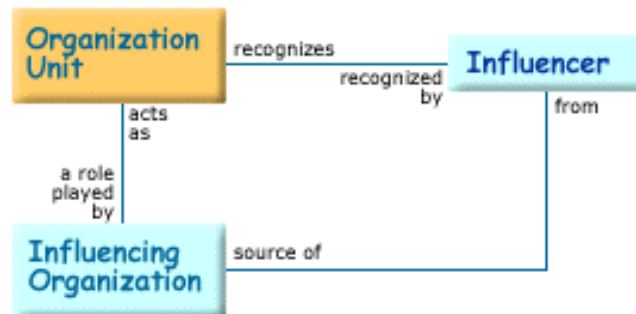 Organization
Unit
recognizes
Influencer
recognized
by
acts
as
from
a role
played
by
Influencing
Organization
source of